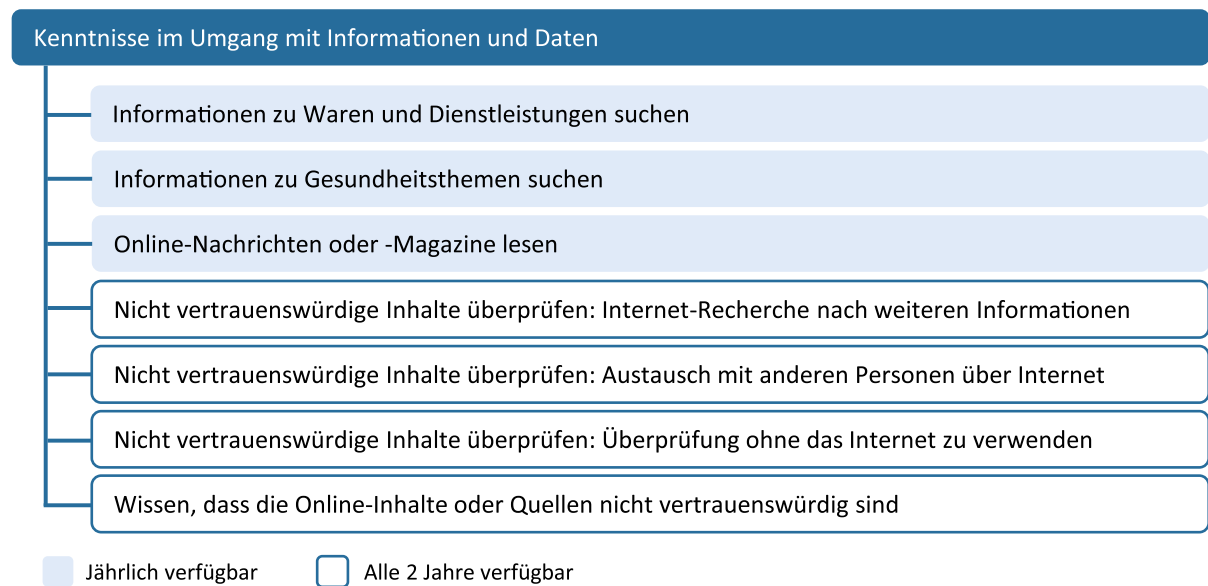 Kenntnisse im Umgang mit Informationen und Daten
Informationen zu Waren und Dienstleistungen suchen
Informationen zu Gesundheitsthemen suchen
Online-Nachrichten oder -Magazine lesen
Nicht vertrauenswürdige Inhalte überprüfen: Internet-Recherche nach weiteren Informationen
Nicht vertrauenswürdige Inhalte überprüfen: Austausch mit anderen Personen über Internet
Nicht vertrauenswürdige Inhalte überprüfen: Überprüfung ohne das Internet zu verwenden
Wissen, dass die Online-Inhalte oder Quellen nicht vertrauenswürdig sind
Jährlich verfügbar
Alle 2 Jahre verfügbar